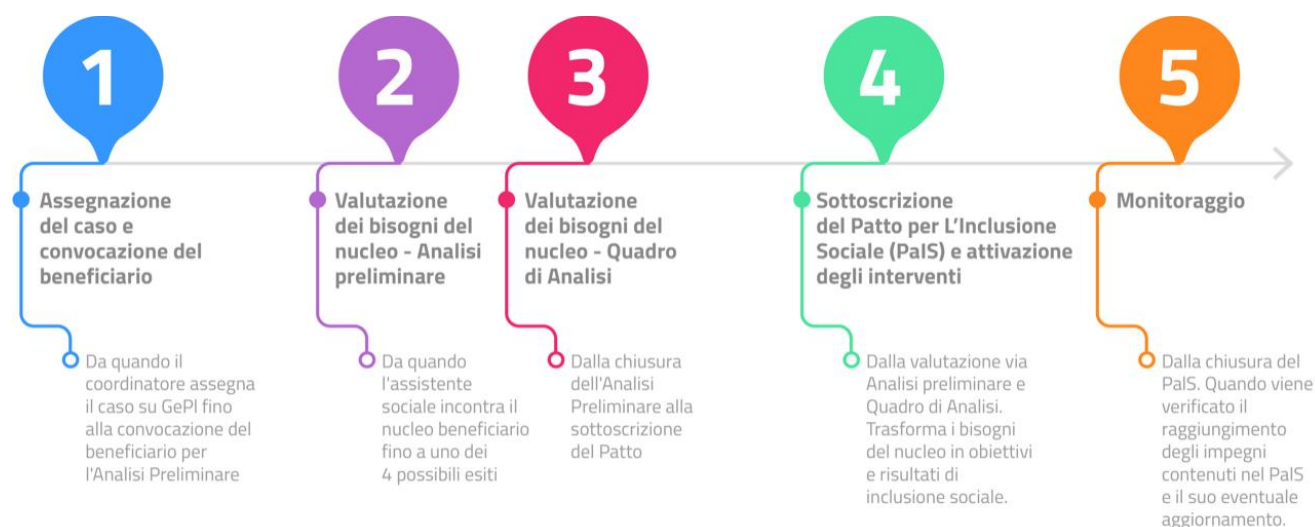 1
Assegnazione
del caso e
convocazione del
beneficiario
Da quando il
coordinatore assegna
il caso su GePI fino
alla convocazione del
beneficiario per
l'Analisi Preliminare
2
Valutazione
dei bisogni del
nucleo - Analisi
preliminare
Da quando
l'assistente
sociale incontra il
nucleo beneficiario
fino a uno dei
4 possibili esiti
3
Valutazione
dei bisogni del
nucleo - Quadro
di Analisi
Dalla chiusura
dell'Analisi
Preliminare alla
sottoscrizione
del Patto
4
Sottoscrizione
del Patto per L'Inclusione
Sociale (PaIS) e attivazione
degli interventi
Dalla valutazione via
Analisi preliminare e
Quadro di Analisi.
Trasforma i bisogni
del nucleo in obiettivi
e risultati di
inclusione sociale.
5
Monitoraggio
Dalla chiusura del
PaIS. Quando viene
verificato il
raggiungimento
degli impegni
contenuti nel PaIS
e il suo eventuale
aggiornamento.